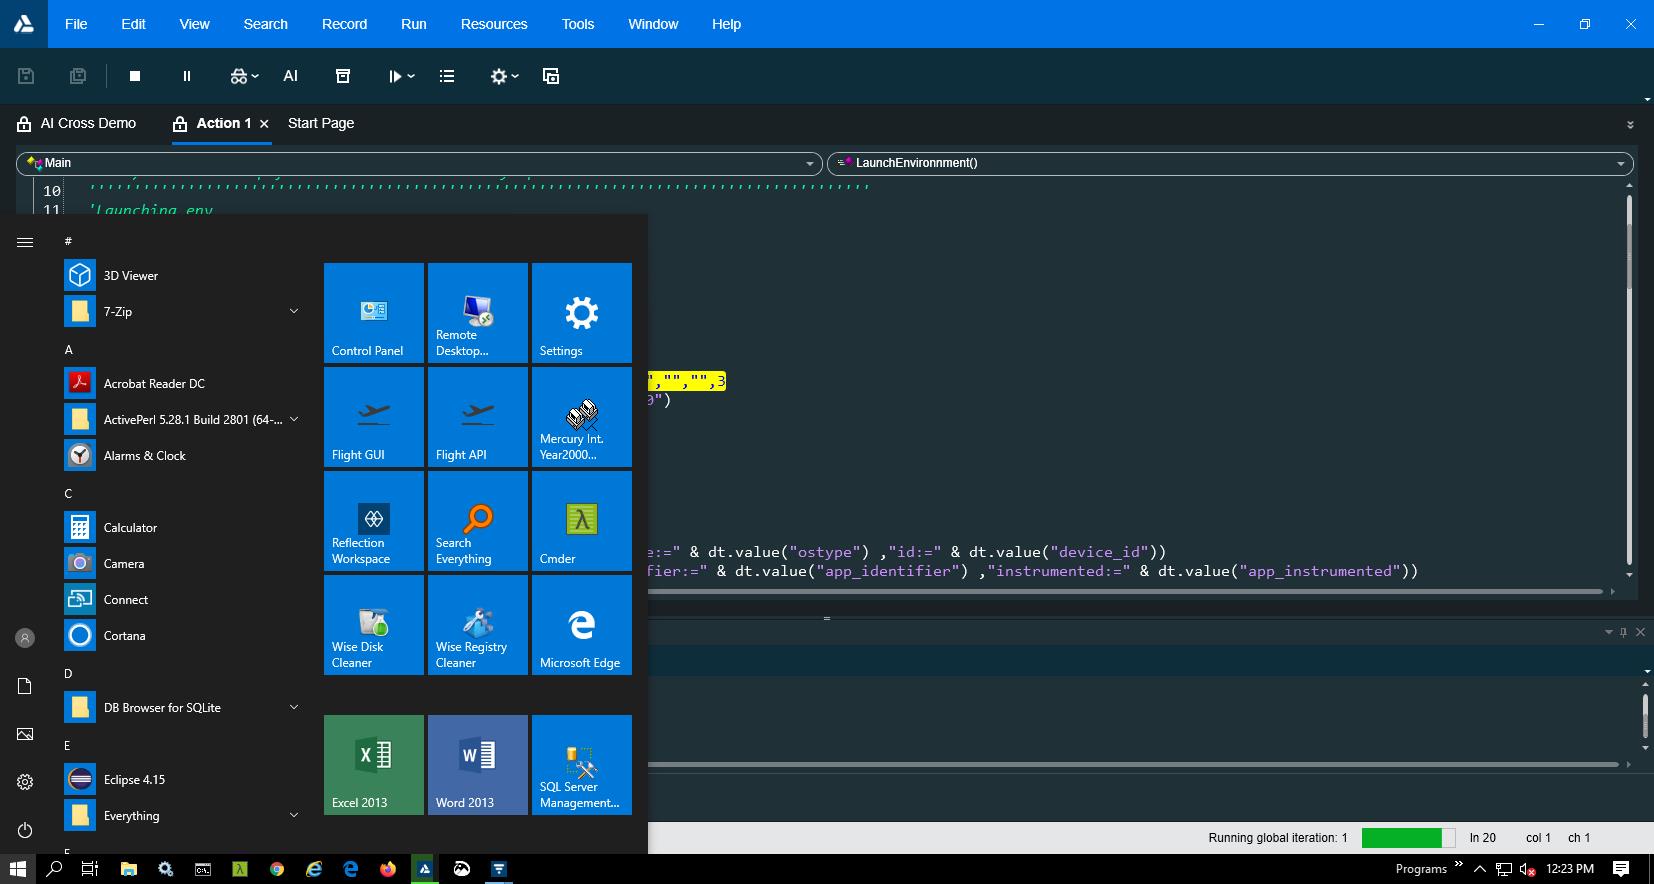 File Edit View Search Record Run Resources Tools Window Help
AI
AI Cross Demo Action 1 Start Page
Main LaunchEnvironnment()
10 ''''''''''''''''''''''''''''''''''''''''''''''''''''''''''''''''''''''''''''''''''''''
11 'Launching env
#
3D Viewer
7-Zip
A
Acrobat Reader DC
ActivePerl 5.28.1 Build 2801 (64-...
Alarms & Clock
C
Calculator
Camera
Connect
Cortana
D
DB Browser for SQLite
E
Eclipse 4.15
Everything
Control Panel
Remote
Desktop...
Settings
Flight GUI
Flight API
Mercury Int.
Year2000...
Reflection
Workspace
Search
Everything
Cmder
Wise Disk
Cleaner
Wise Registry
Cleaner
Microsoft Edge
Excel 2013
Word 2013
SQL Server
Management...
","","",3
0")
e:=" & dt.value("ostype") ,"id:=" & dt.value("device_id"))
fier:=" & dt.value("app_identifier") ,"instrumented:=" & dt.value("app_instrumented"))
Running global iteration: 1 ln 20 col 1 ch 1
Programs 12:23 PM